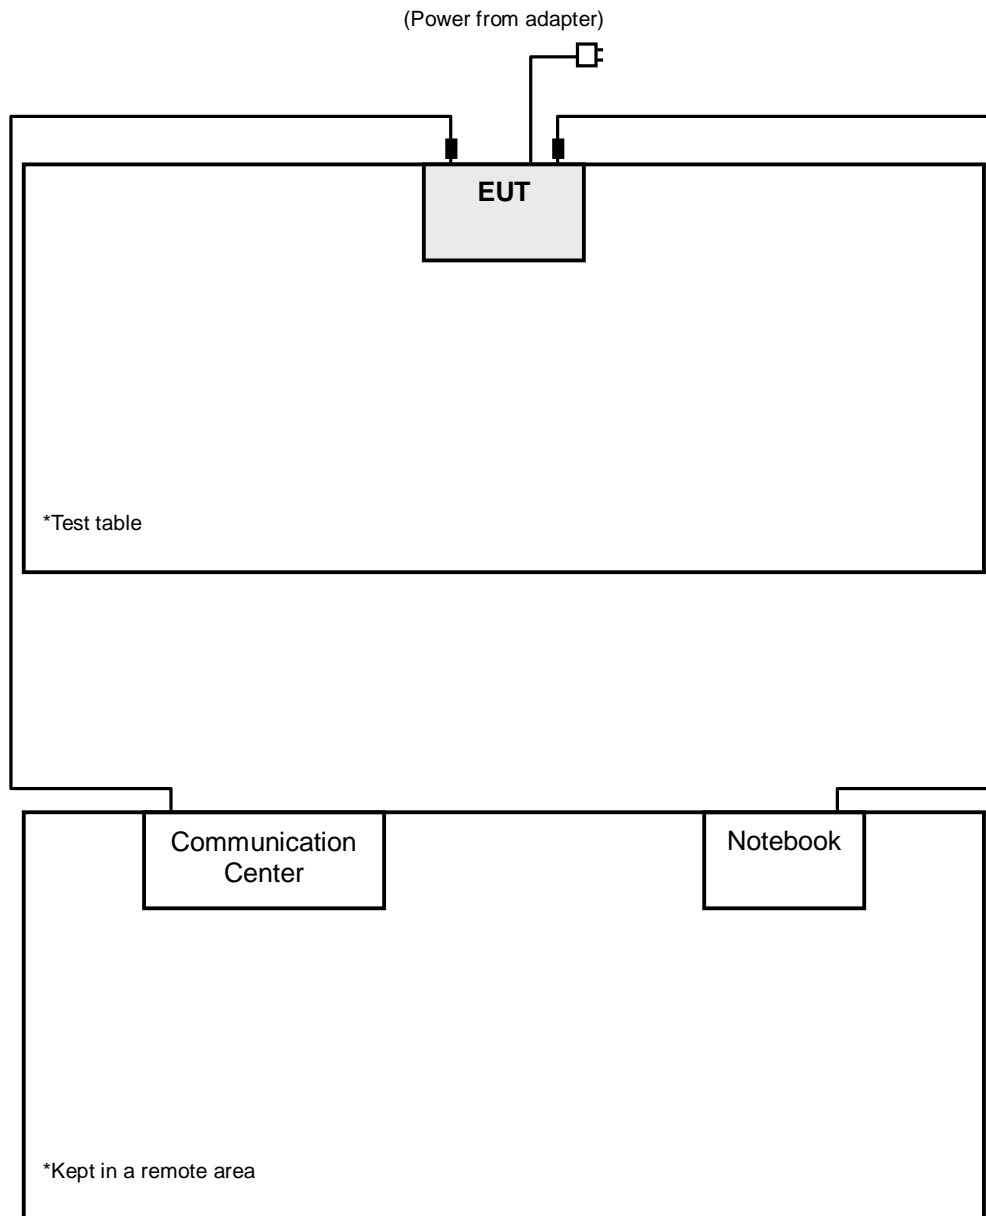 (Power from adapter)
EUT
*Test table
Communication
Center
Notebook
*Kept in a remote area